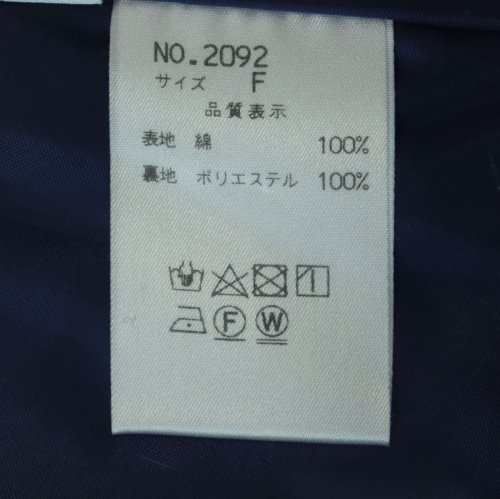 NO.2092
サイズ F
品質表示
表地 綿 100%
裏地 ポリエステル 100%
F W